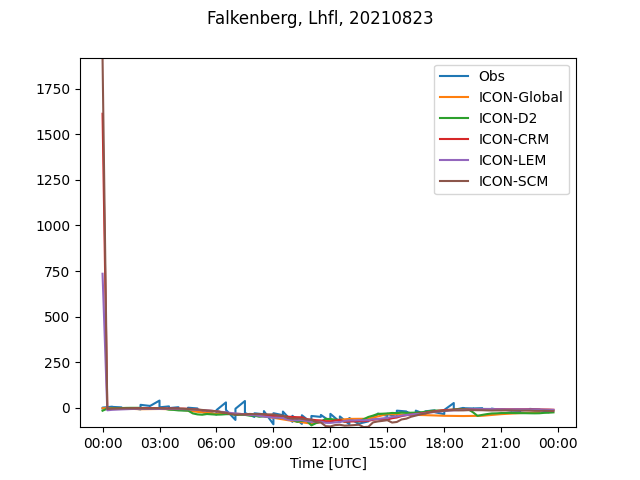 Falkenberg, Lhfl, 20210823
Obs
ICON-Global
ICON-D2
ICON-CRM
ICON-LEM
ICON-SCM
1750
1500
1250
1000
750
500
250
0
00:00 03:00 06:00 09:00 12:00 15:00 18:00 21:00 00:00
Time [UTC]